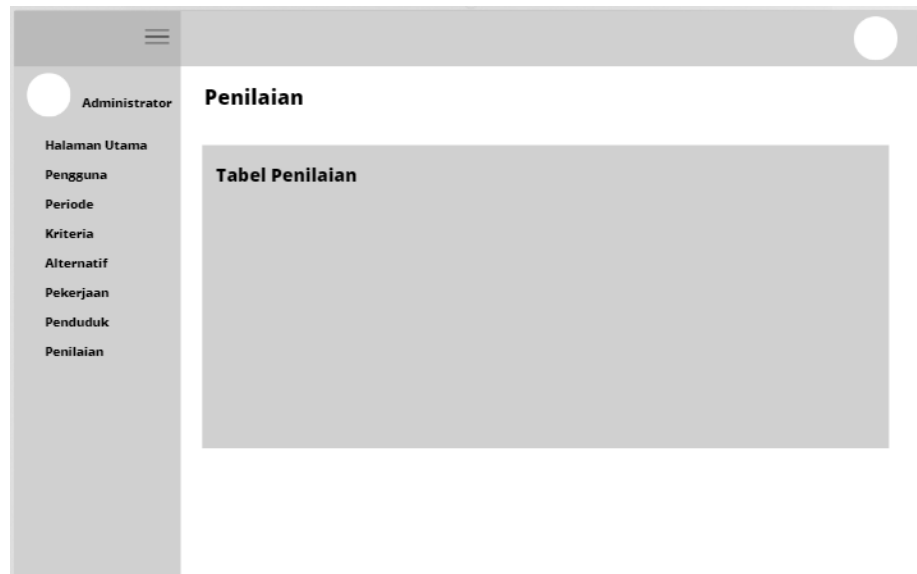 Administrator
Halaman Utama
Pengguna
Periode
Kriteria
Alternatif
Pekerjaan
Penduduk
Penilaian
Penilaian
Tabel Penilaian